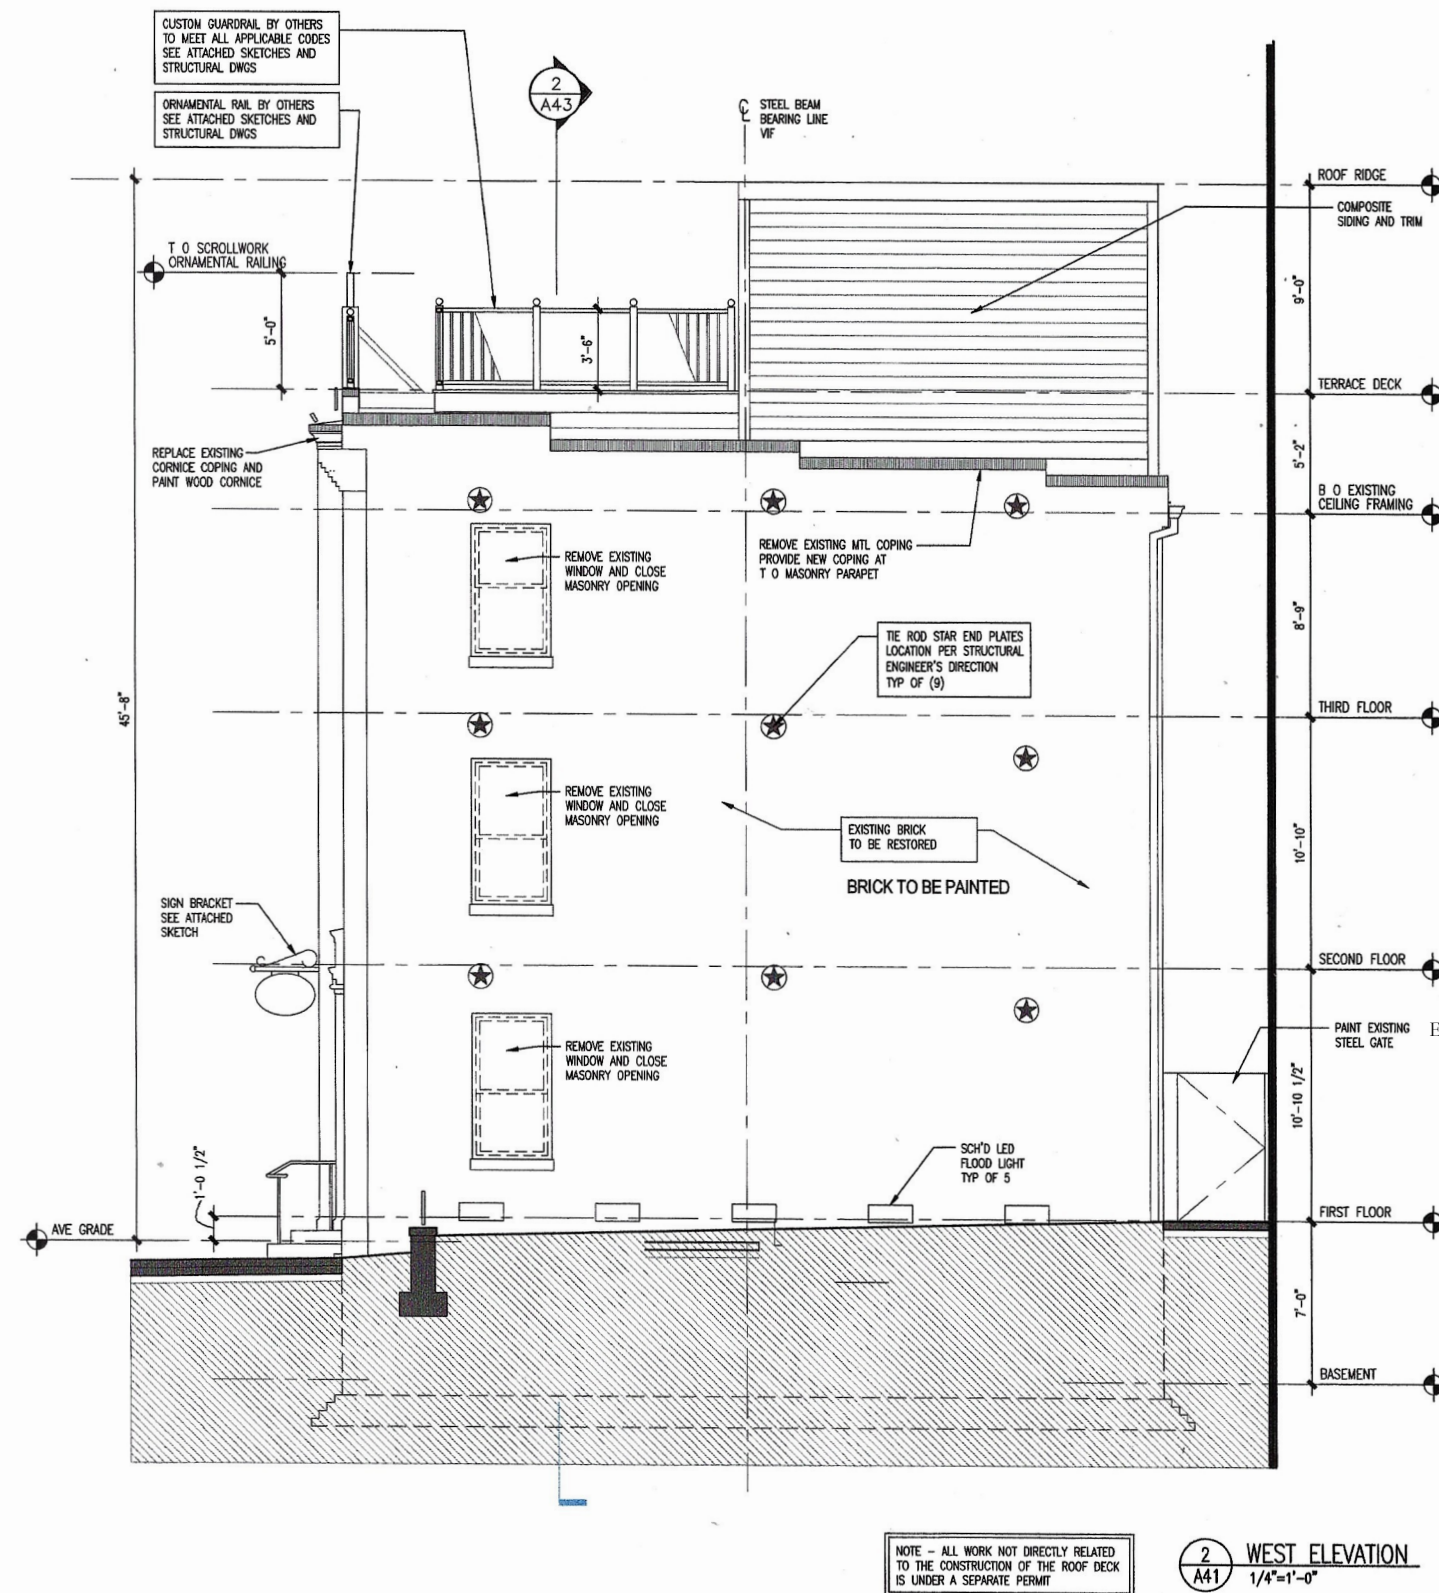 CUSTOM GUARDRAIL BY OTHERS
TO MEET ALL APPLICABLE CODES
SEE ATTACHED SKETCHES AND
STRUCTURAL DWGS
ORNAMENTAL RAIL BY OTHERS
SEE ATTACHED SKETCHES AND
STRUCTURAL DWGS
2
A43
STEEL BEAM
BEARING LINE
VIF
ROOF RIDGE
COMPOSITE
SIDING AND TRIM
T O SCROLLWORK
ORNAMENTAL RAILING
9'-0"
5'-0"
3'-6"
TERRACE DECK
REPLACE EXISTING
CORNICE COPING AND
PAINT WOOD CORNICE
5'-2"
B O EXISTING
CEILING FRAMING
REMOVE EXISTING MTL COPING
PROVIDE NEW COPING AT
T O MASONRY PARAPET
REMOVE EXISTING
WINDOW AND CLOSE
MASONRY OPENING
8'-9"
TIE ROD STAR END PLATES
LOCATION PER STRUCTURAL
ENGINEER'S DIRECTION
TYP OF (9)
45'-8"
THIRD FLOOR
REMOVE EXISTING
WINDOW AND CLOSE
MASONRY OPENING
EXISTING BRICK
TO BE RESTORED
10'-10"
BRICK TO BE PAINTED
SIGN BRACKET
SEE ATTACHED
SKETCH
SECOND FLOOR
PAINT EXISTING
STEEL GATE
E
REMOVE EXISTING
WINDOW AND CLOSE
MASONRY OPENING
10'-10 1/2"
SCH'D LED
FLOOD LIGHT
TYP OF 5
1'-0 1/2"
AVE GRADE
FIRST FLOOR
7'-0"
BASEMENT
NOTE - ALL WORK NOT DIRECTLY RELATED
TO THE CONSTRUCTION OF THE ROOF DECK
IS UNDER A SEPARATE PERMIT
2
A41
WEST ELEVATION
1/4"=1'-0"